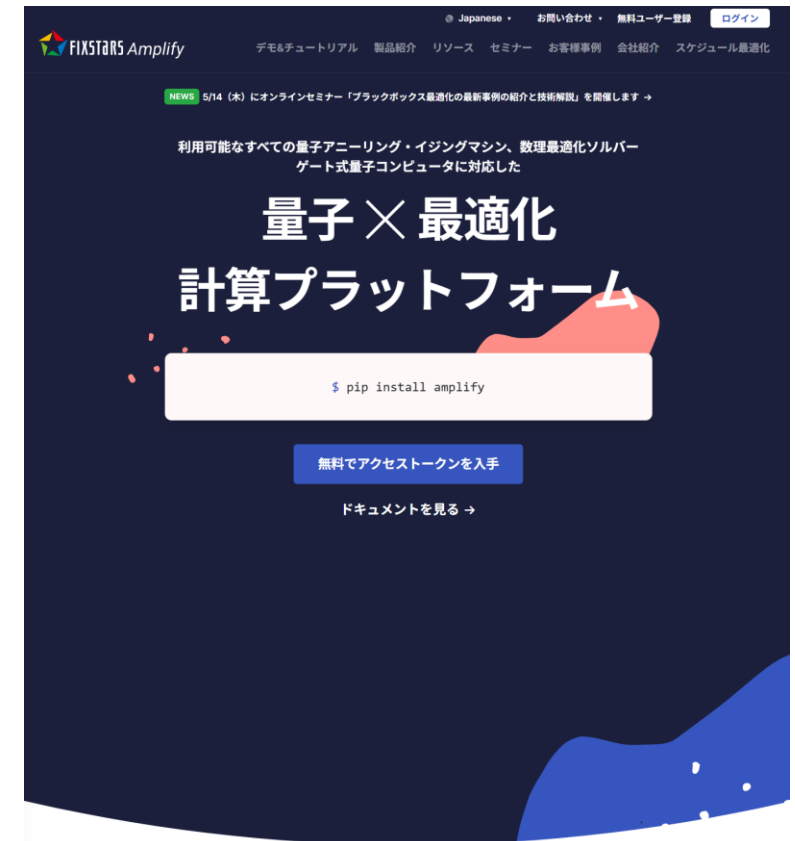 Japanese
お問い合わせ
無料ユーザー登録
ログイン
FIXSTARS Amplify
デモ&チュートリアル
製品紹介
リソース
セミナー
お客様事例
会社紹介
スケジュール最適化
NEWS 5/14（木）にオンラインセミナー「ブラックボックス最適化の最新事例の紹介と技術解説」を開催します →
利用可能なすべての量子アニーリング・イジングマシン、数理最適化ソルバー
ゲート式量子コンピュータに対応した
量子×最適化
計算プラットフォーム
$ pip install amplify
無料でアクセストークンを入手
ドキュメントを見る →